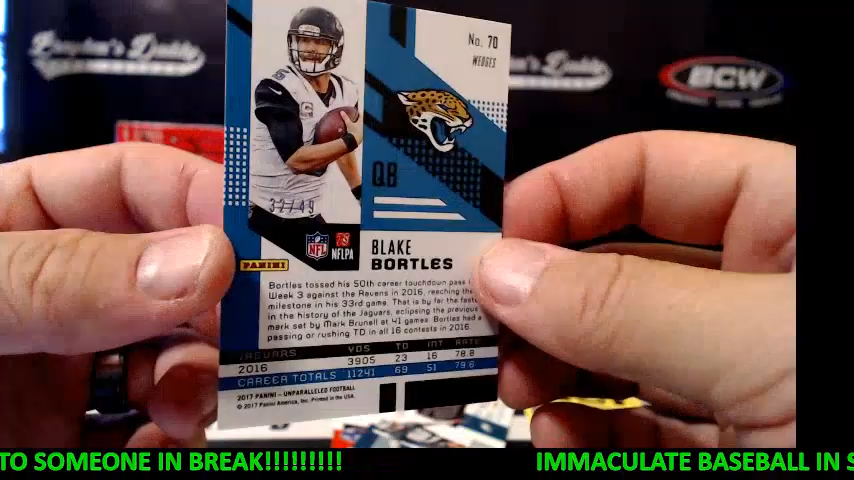 Brayden's Daddy
Daddy
BCW
No. 70
WEDGES
QB
32/49
NFL
NFLPA
PANINI
BLAKE
BORTLES
Bortles tossed his 50th career touchdown pass
Week 3 against the Ravens in 2016, reaching the
milestone in his 33rd game. That is by far the
in the history of the Jaguars, eclipsing the previous
mark set by Mark Brunell at 41 games. Bortles had a
passing or rushing TD in all 16 contests in 2016.
JAGUARS YDS TD INT RATE
2016 3905 23 16 78.8
CAREER TOTALS 11241 69 51 79.6
2017 PANINI - UNPARALLELED FOOTBALL
© 2017 Panini America, Inc. Printed in the USA.
TO SOMEONE IN BREAK!!!!!!!!! IMMACULATE BASEBALL IN S